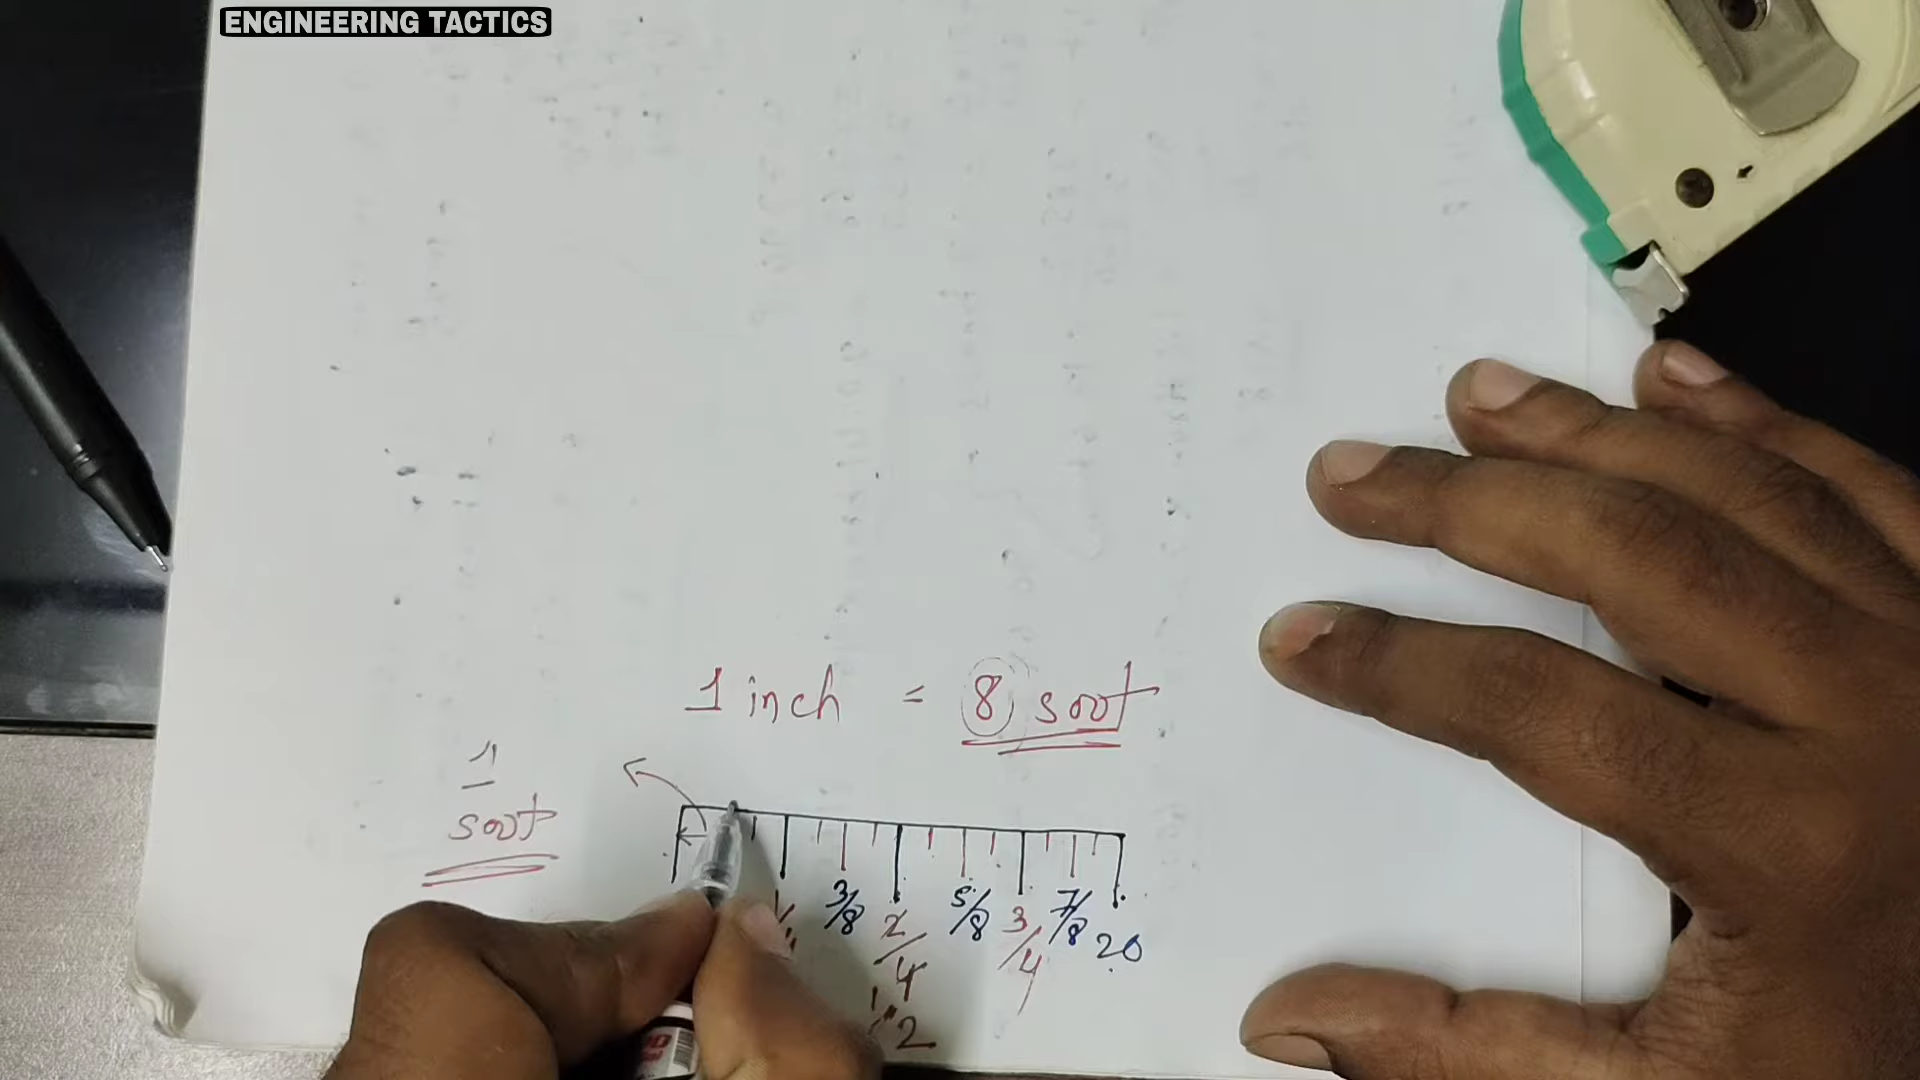 ENGINEERING TACTICS
1 inch = 8 soot
1
soot
3/8 2/4 5/8 3/4 7/8 20
1/2